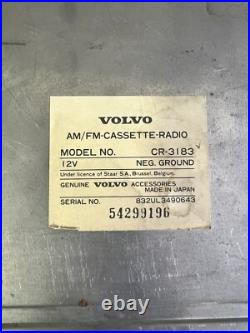 VOLVO
AM/FM-CASSETTE-RADIO
MODEL NO. CR-3183
12V NEG. GROUND
Under licence of Staar S.A., Brussel, Belgium.
GENUINE VOLVO ACCESSORIES
MADE IN JAPAN
SERIAL NO. 832UL3490643
54299196